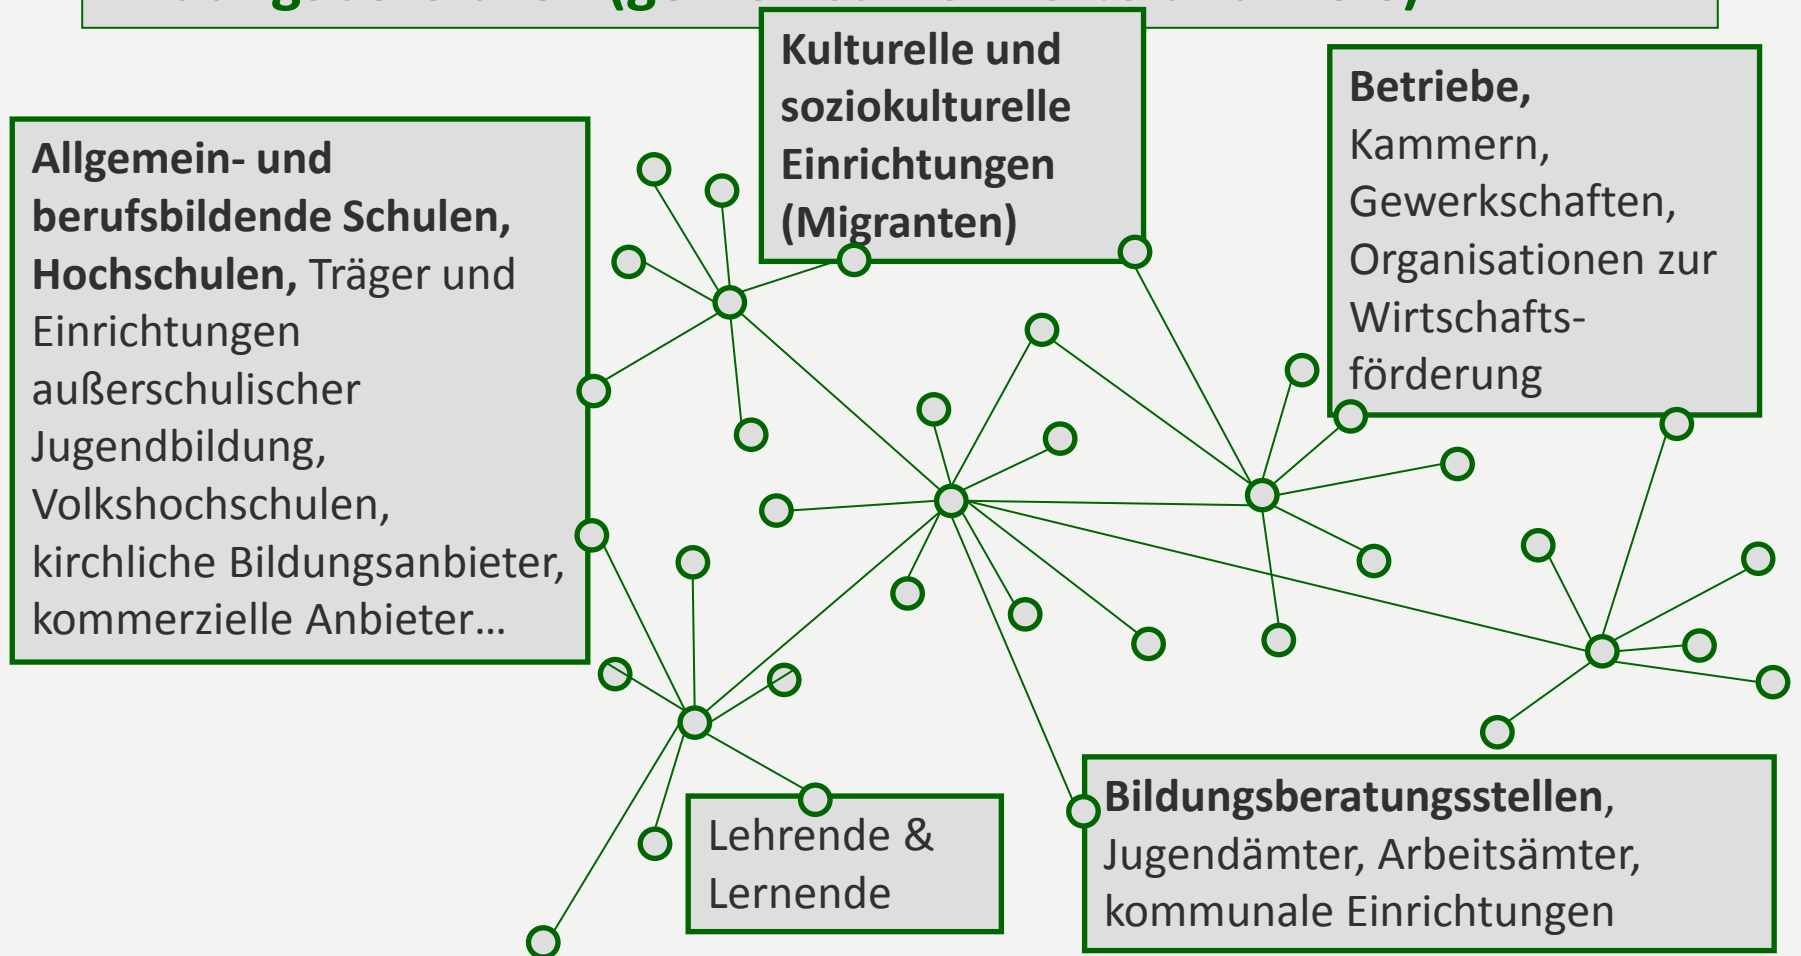 Kulturelle und
soziokulturelle
Einrichtungen
(Migranten)
Betriebe,
Kammern,
Gewerkschaften,
Organisationen zur
Wirtschafts-
förderung
Allgemein- und
berufsbildende Schulen,
Hochschulen, Träger und
Einrichtungen
außerschulischer
Jugendbildung,
Volkshochschulen,
kirchliche Bildungsanbieter,
kommerzielle Anbieter…
Lehrende &
Lernende
Bildungsberatungsstellen,
Jugendämter, Arbeitsämter,
kommunale Einrichtungen